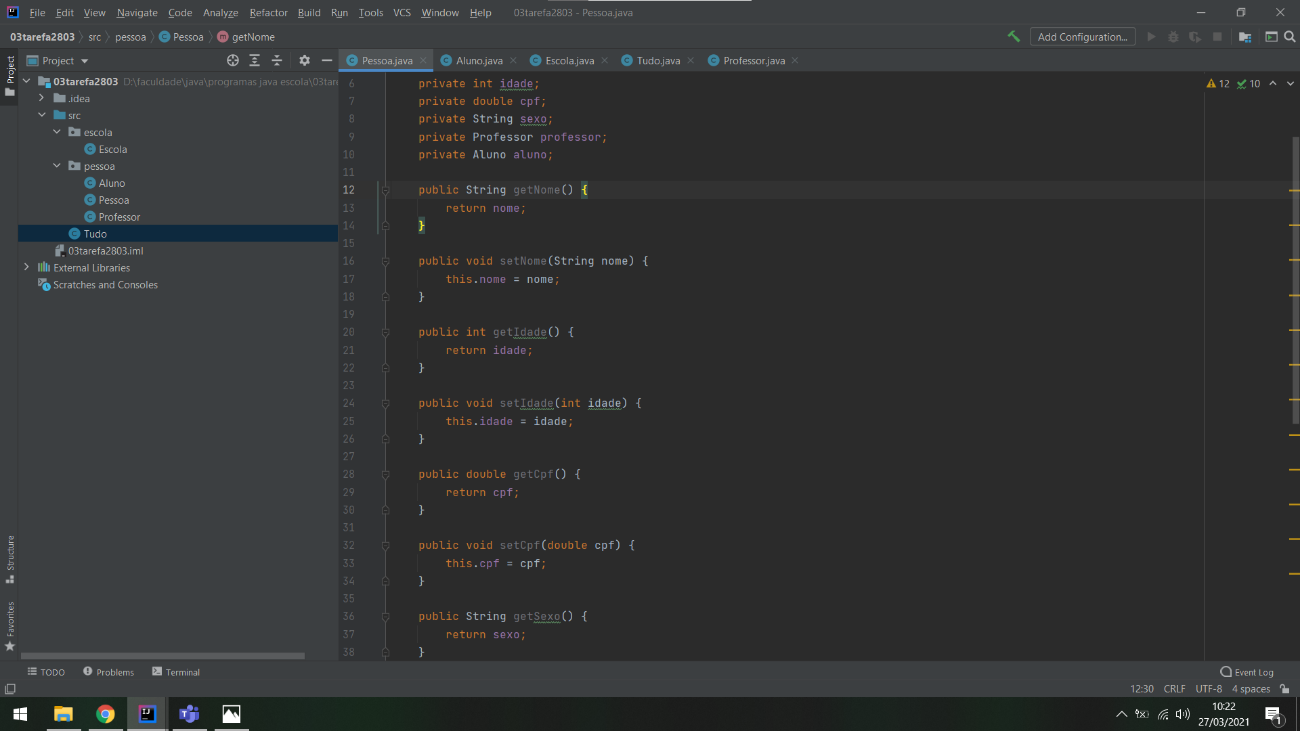 File Edit View Navigate Code Analyze Refactor Build Run Tools VCS Window Help 03tarefa2803 - Pessoa.java
03tarefa2803 src pessoa Pessoa getNome Add Configuration...
Project
Project
Structure
Favorites
03tarefa2803 D:\faculdade\java\programas java escola\03tare
.idea
src
escola
Escola
pessoa
Aluno
Pessoa
Professor
Tudo
03tarefa2803.iml
External Libraries
Scratches and Consoles
Pessoa.java Aluno.java Escola.java Tudo.java Professor.java
12 10
6 private int idade;
7 private double cpf;
8 private String sexo;
9 private Professor professor;
10 private Aluno aluno;
11
12 public String getNome() {
13 return nome;
14 }
15
16 public void setNome(String nome) {
17 this.nome = nome;
18 }
19
20 public int getIdade() {
21 return idade;
22 }
23
24 public void setIdade(int idade) {
25 this.idade = idade;
26 }
27
28 public double getCpf() {
29 return cpf;
30 }
31
32 public void setCpf(double cpf) {
33 this.cpf = cpf;
34 }
35
36 public String getSexo() {
37 return sexo;
38 }
TODO Problems Terminal Event Log
12:30 CRLF UTF-8 4 spaces
10:22
27/03/2021
1